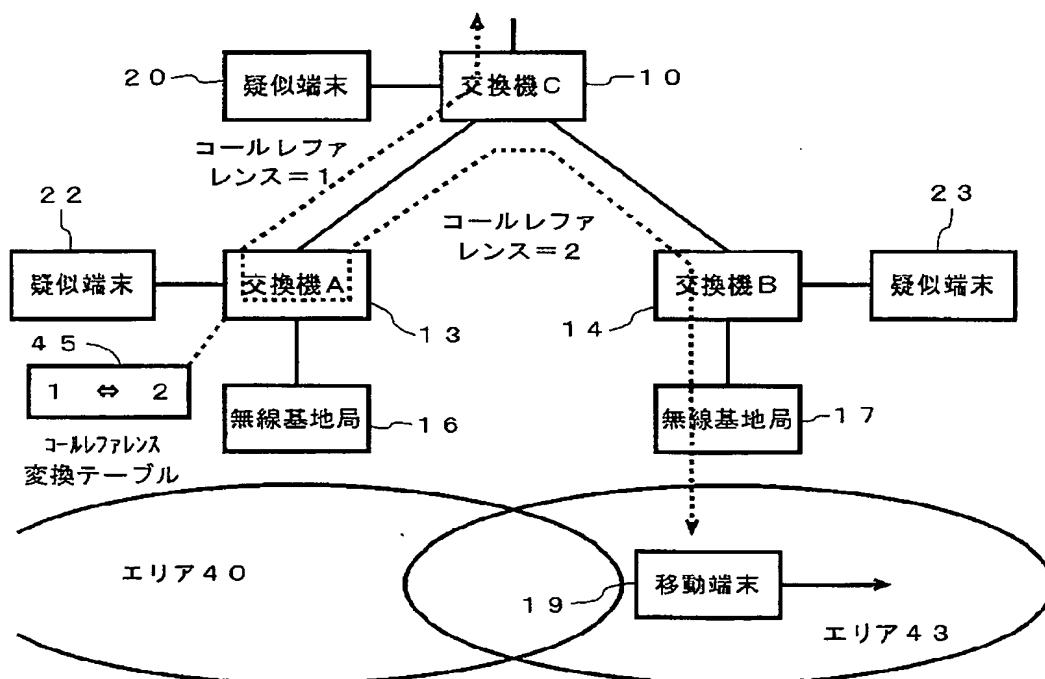 ２０
疑似端末
交換機Ｃ
１０
コールレファ
レンス＝１
２２
疑似端末
交換機Ａ
１３
コールレファ
レンス＝２
２３
交換機Ｂ
疑似端末
１４
４５
１ ⇔ ２
コールレファレンス
変換テーブル
無線基地局
１６
無線基地局
１７
エリア４０
１９
移動端末
エリア４３